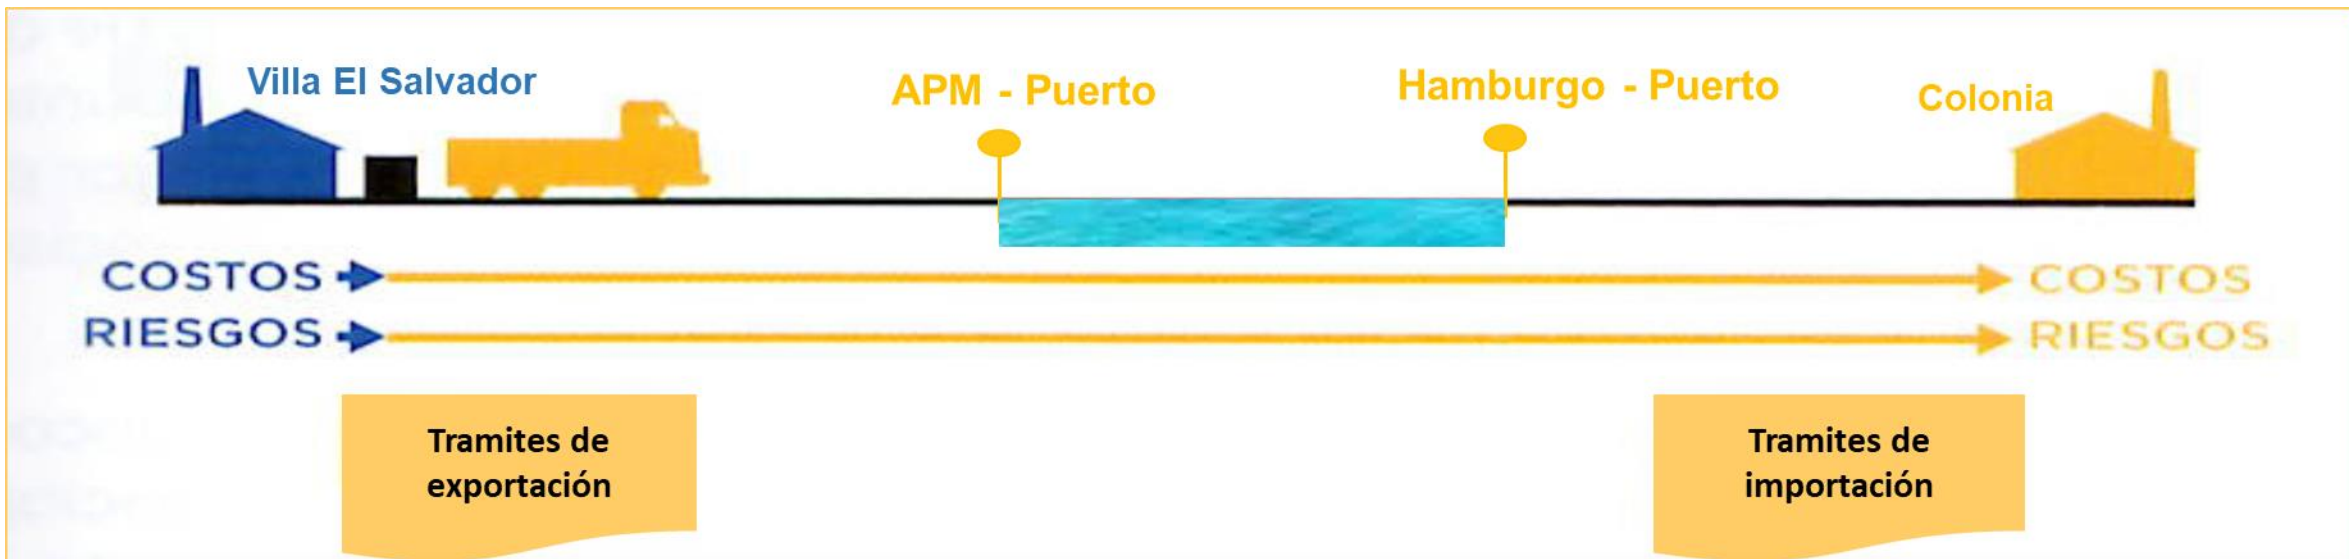 Villa El Salvador
APM - Puerto
Hamburgo - Puerto
Colonia
COSTOS
COSTOS
RIESGOS
RIESGOS
Tramites de
exportación
Tramites de
importación